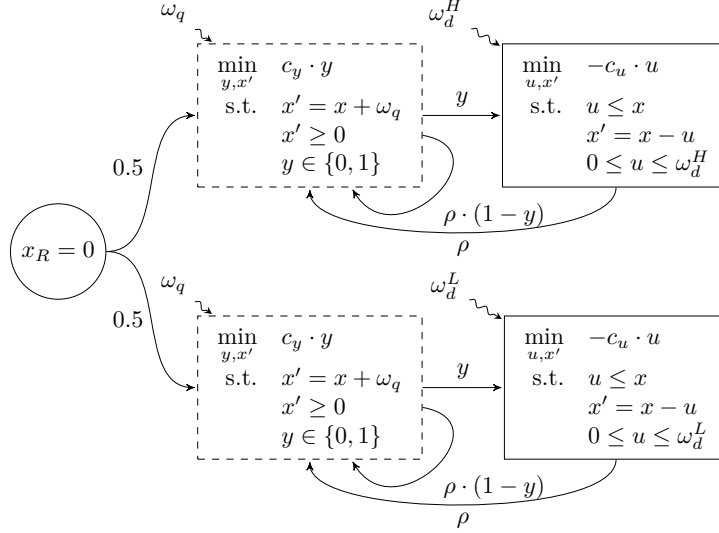 ω_q
ω_d^H
min_{y,x'} c_y · y
s.t. x' = x + ω_q
x' ≥ 0
y ∈ {0, 1}
y
min_{u,x'} −c_u · u
s.t. u ≤ x
x' = x − u
0 ≤ u ≤ ω_d^H
0.5
ρ · (1 − y)
ρ
x_R = 0
ω_q
ω_d^L
0.5
min_{y,x'} c_y · y
s.t. x' = x + ω_q
x' ≥ 0
y ∈ {0, 1}
y
min_{u,x'} −c_u · u
s.t. u ≤ x
x' = x − u
0 ≤ u ≤ ω_d^L
ρ · (1 − y)
ρ